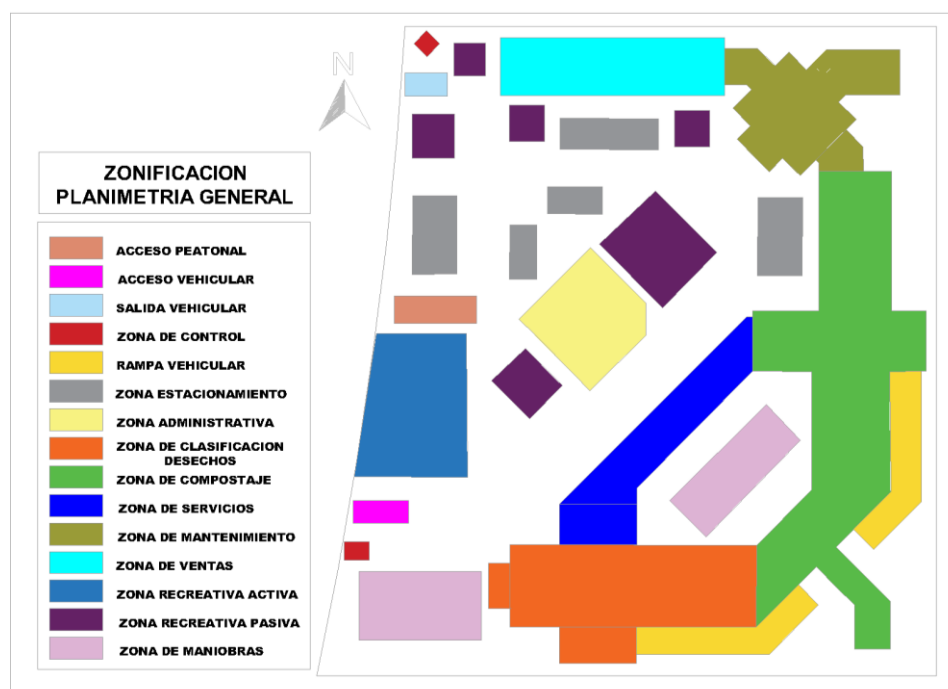 N
ZONIFICACION
PLANIMETRIA GENERAL
ACCESO PEATONAL
ACCESO VEHICULAR
SALIDA VEHICULAR
ZONA DE CONTROL
RAMPA VEHICULAR
ZONA ESTACIONAMIENTO
ZONA ADMINISTRATIVA
ZONA DE CLASIFICACION
DESECHOS
ZONA DE COMPOSTAJE
ZONA DE SERVICIOS
ZONA DE MANTENIMIENTO
ZONA DE VENTAS
ZONA RECREATIVA ACTIVA
ZONA RECREATIVA PASIVA
ZONA DE MANIOBRAS